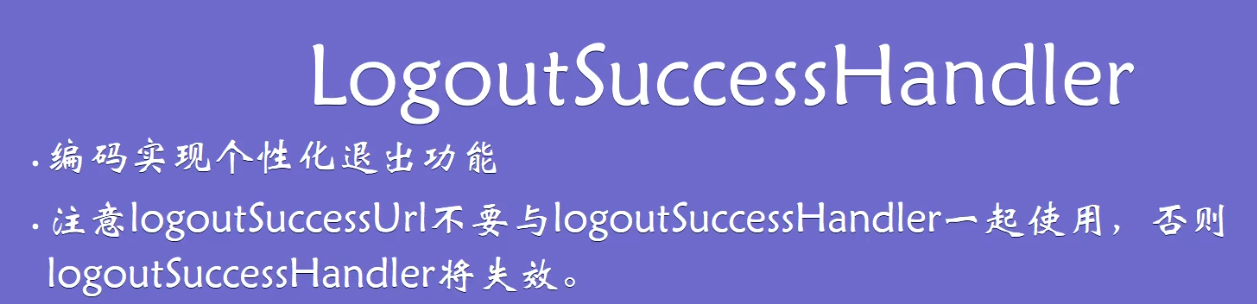 LogoutSuccessHandler
·编码实现个性化退出功能
·注意logoutSuccessUrl不要与logoutSuccessHandler一起使用，否则
logoutSuccessHandler将失效。